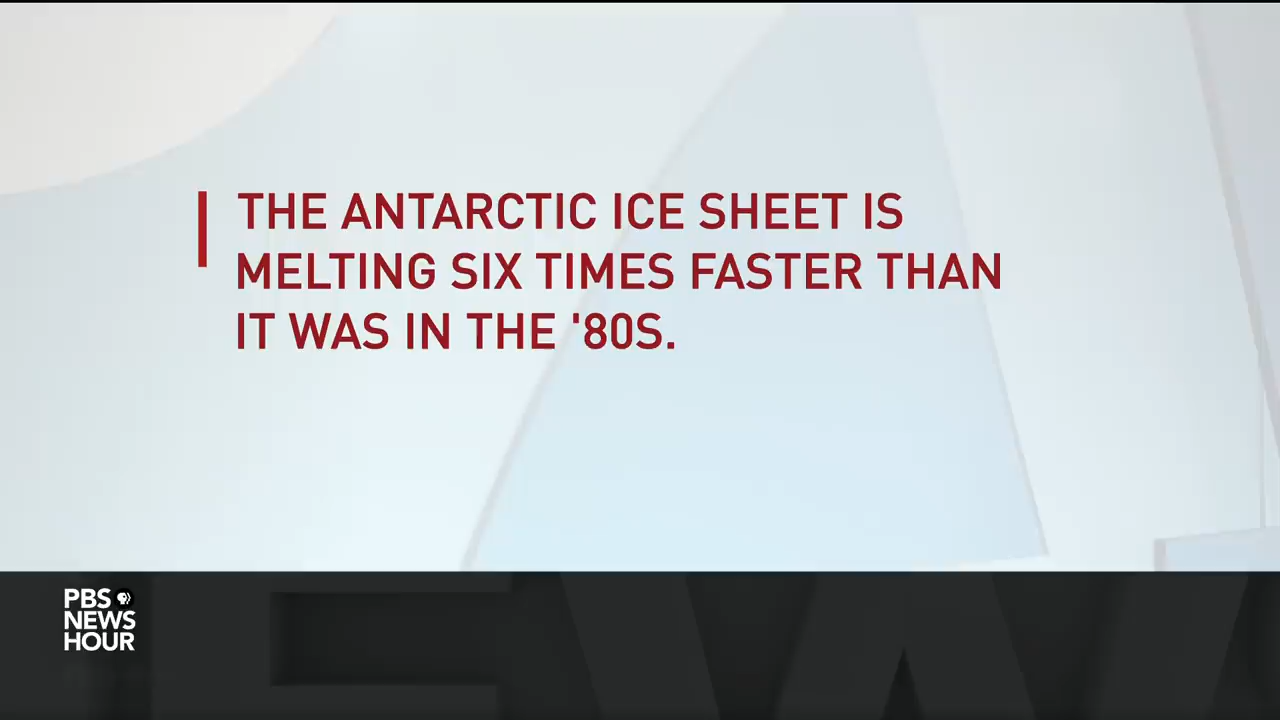 THE ANTARCTIC ICE SHEET IS
MELTING SIX TIMES FASTER THAN
IT WAS IN THE '80S.
PBS
NEWS
HOUR